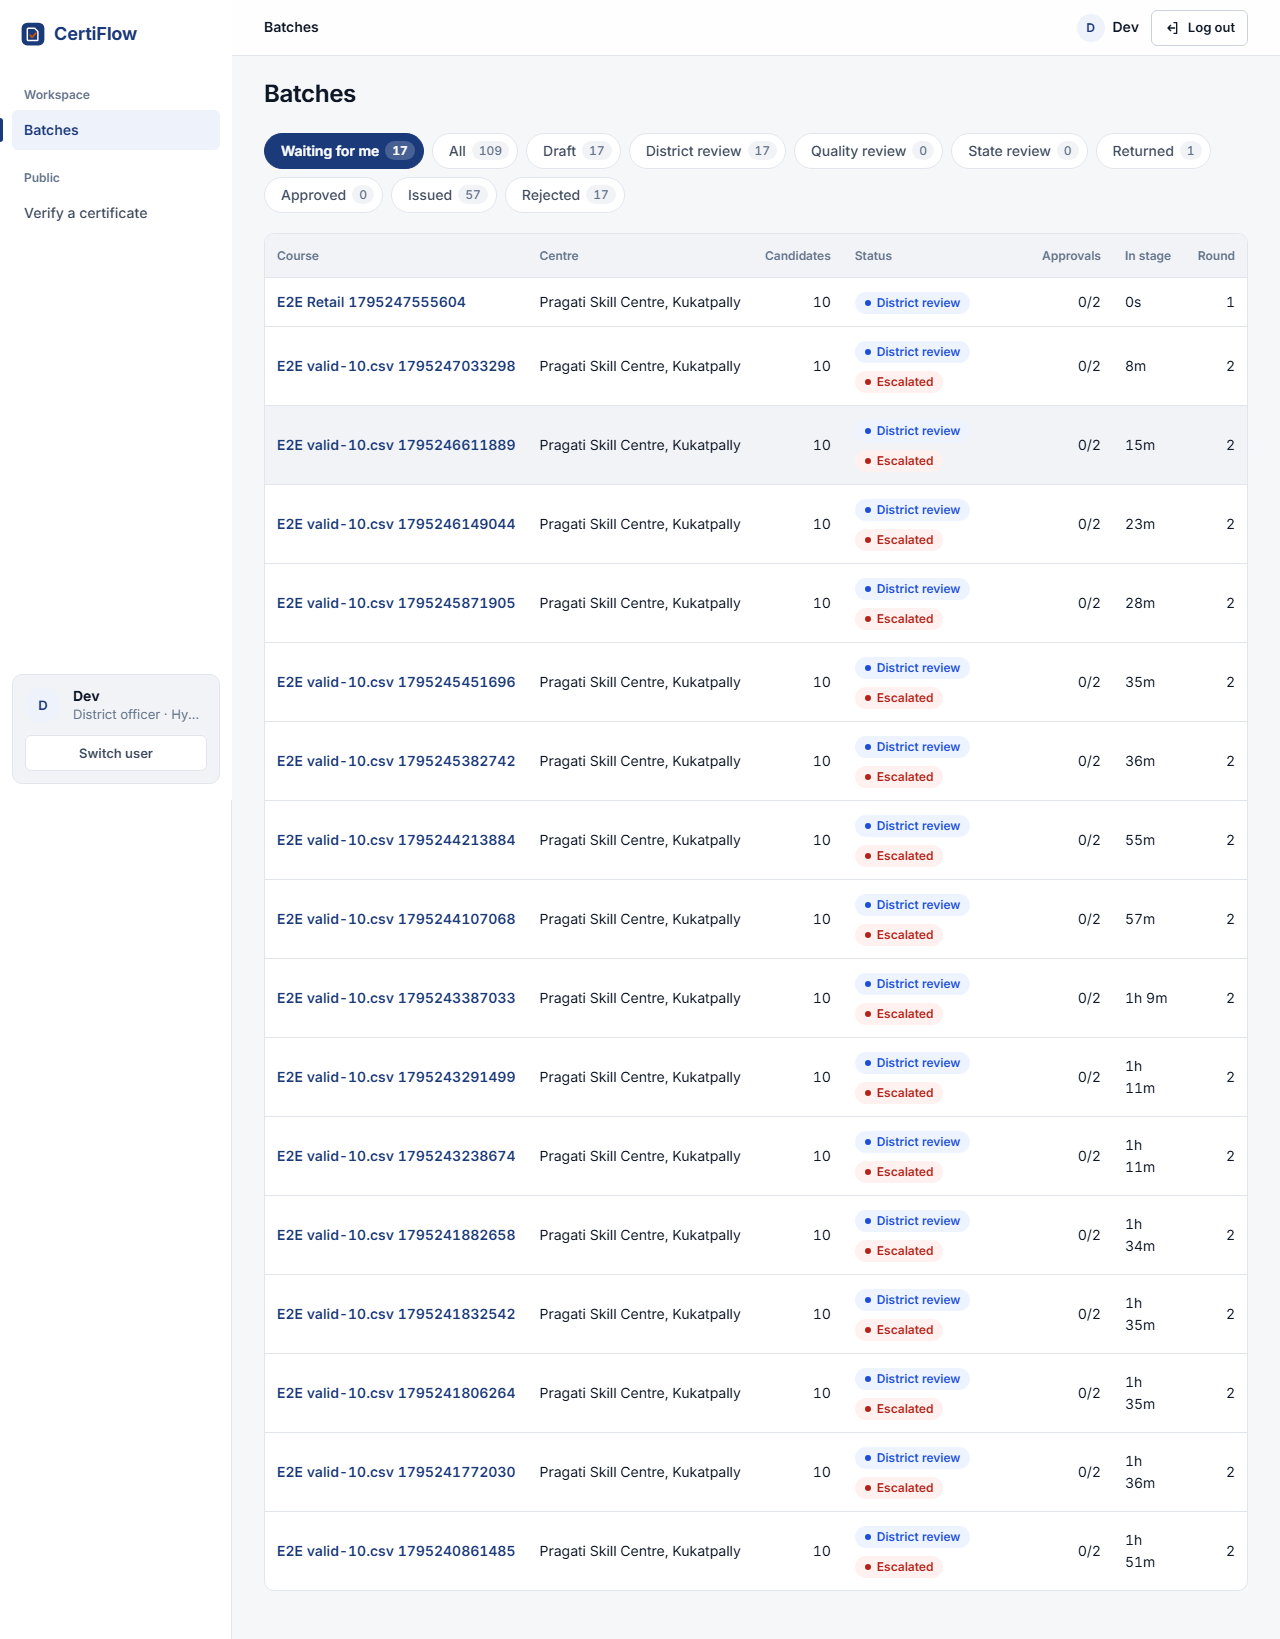 CertiFlow
Workspace
Batches
Public
Verify a certificate
D
Dev
District officer · Hy...
Switch user
Batches
D Dev Log out
Batches
Waiting for me 17 All 109 Draft 17 District review 17 Quality review 0 State review 0 Returned 1
Approved 0 Issued 57 Rejected 17
Course Centre Candidates Status Approvals In stage Round
E2E Retail 1795247555604 Pragati Skill Centre, Kukatpally 10 District review 0/2 0s 1
E2E valid-10.csv 1795247033298 Pragati Skill Centre, Kukatpally 10 District review Escalated 0/2 8m 2
E2E valid-10.csv 1795246611889 Pragati Skill Centre, Kukatpally 10 District review Escalated 0/2 15m 2
E2E valid-10.csv 1795246149044 Pragati Skill Centre, Kukatpally 10 District review Escalated 0/2 23m 2
E2E valid-10.csv 1795245871905 Pragati Skill Centre, Kukatpally 10 District review Escalated 0/2 28m 2
E2E valid-10.csv 1795245451696 Pragati Skill Centre, Kukatpally 10 District review Escalated 0/2 35m 2
E2E valid-10.csv 1795245382742 Pragati Skill Centre, Kukatpally 10 District review Escalated 0/2 36m 2
E2E valid-10.csv 1795244213884 Pragati Skill Centre, Kukatpally 10 District review Escalated 0/2 55m 2
E2E valid-10.csv 1795244107068 Pragati Skill Centre, Kukatpally 10 District review Escalated 0/2 57m 2
E2E valid-10.csv 1795243387033 Pragati Skill Centre, Kukatpally 10 District review Escalated 0/2 1h 9m 2
E2E valid-10.csv 1795243291499 Pragati Skill Centre, Kukatpally 10 District review Escalated 0/2 1h 11m 2
E2E valid-10.csv 1795243238674 Pragati Skill Centre, Kukatpally 10 District review Escalated 0/2 1h 11m 2
E2E valid-10.csv 1795241882658 Pragati Skill Centre, Kukatpally 10 District review Escalated 0/2 1h 34m 2
E2E valid-10.csv 1795241832542 Pragati Skill Centre, Kukatpally 10 District review Escalated 0/2 1h 35m 2
E2E valid-10.csv 1795241806264 Pragati Skill Centre, Kukatpally 10 District review Escalated 0/2 1h 35m 2
E2E valid-10.csv 1795241772030 Pragati Skill Centre, Kukatpally 10 District review Escalated 0/2 1h 36m 2
E2E valid-10.csv 1795240861485 Pragati Skill Centre, Kukatpally 10 District review Escalated 0/2 1h 51m 2